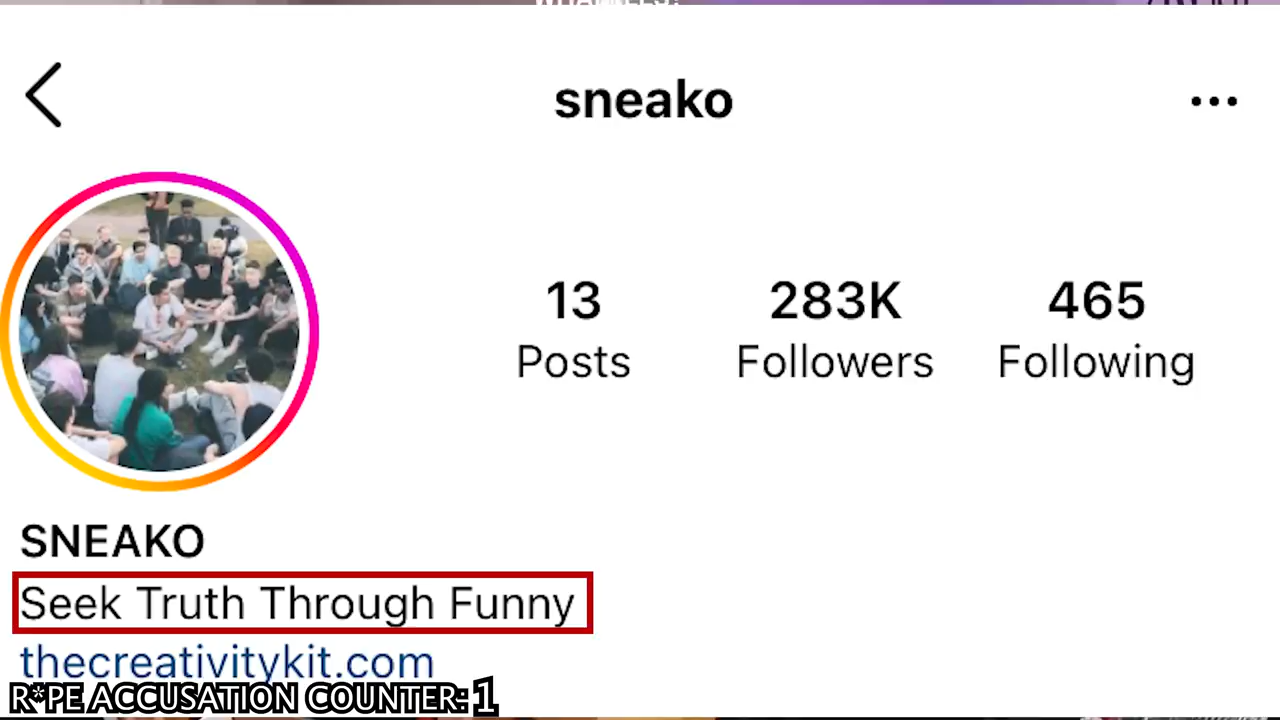 sneako
13
283K
465
Posts
Followers
Following
SNEAKO
Seek Truth Through Funny
thecreativitykit.com
R*PE ACCUSATION COUNTER: 1